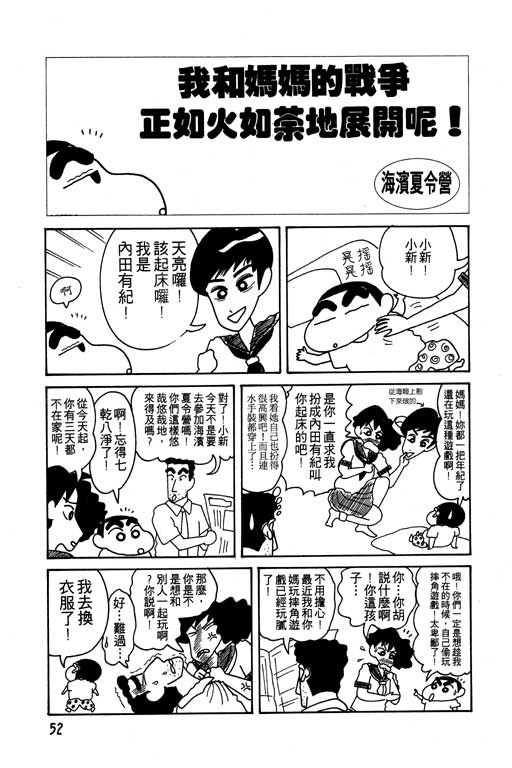 我和媽媽的戰爭
正如火如荼地展開呢！
海濱夏令營
小新！
小新！
搖搖
晃晃
天亮囉！
該起床囉！
我是
內田有紀！
啊
媽媽！妳都一把年紀了
還在玩這種遊戲啊！
從海報上剪
下來做的
是你一直求我
扮成內田有紀叫
你起床的吧！
我看她自己也扮得
很高興吧！而且連
水手裝都穿上了…
對了！小新
今天不是要
去參加海濱
夏令營嗎！
你們這樣悠
哉悠哉地，
來得及嗎？
啊！忘得七
乾八淨了！
從今天起，
你有三天都
不在家呢！
哦！你們一定是想趁我
不在的時候，自己偷玩
摔角遊戲！太卑鄙了！
你…你胡
說什麼啊
！你這孩
子…
不用擔心！
最近我和你
媽玩摔角遊
戲已經玩膩
了！
那麼，
你是不
是想和
別人一起玩啊
？你說啊！
好…難過…
我去換
衣服了！
52